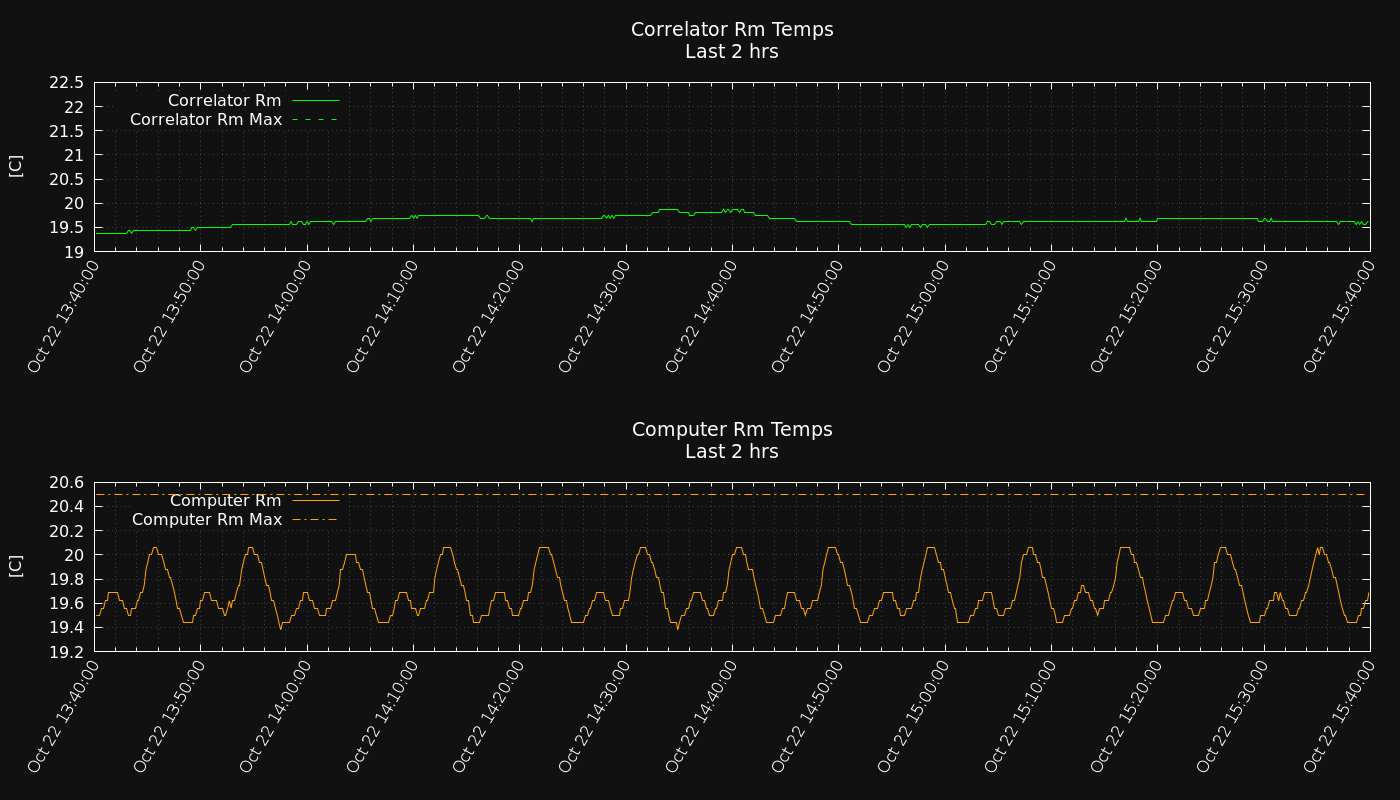 Correlator Rm Temps
Last 2 hrs
22.5
22
21.5
21
20.5
20
19.5
19
[C]
Correlator Rm
Correlator Rm Max
Oct 22 13:40:00
Oct 22 13:50:00
Oct 22 14:00:00
Oct 22 14:10:00
Oct 22 14:20:00
Oct 22 14:30:00
Oct 22 14:40:00
Oct 22 14:50:00
Oct 22 15:00:00
Oct 22 15:10:00
Oct 22 15:20:00
Oct 22 15:30:00
Oct 22 15:40:00
Computer Rm Temps
Last 2 hrs
20.6
20.4
20.2
20
19.8
19.6
19.4
19.2
[C]
Computer Rm
Computer Rm Max
Oct 22 13:40:00
Oct 22 13:50:00
Oct 22 14:00:00
Oct 22 14:10:00
Oct 22 14:20:00
Oct 22 14:30:00
Oct 22 14:40:00
Oct 22 14:50:00
Oct 22 15:00:00
Oct 22 15:10:00
Oct 22 15:20:00
Oct 22 15:30:00
Oct 22 15:40:00